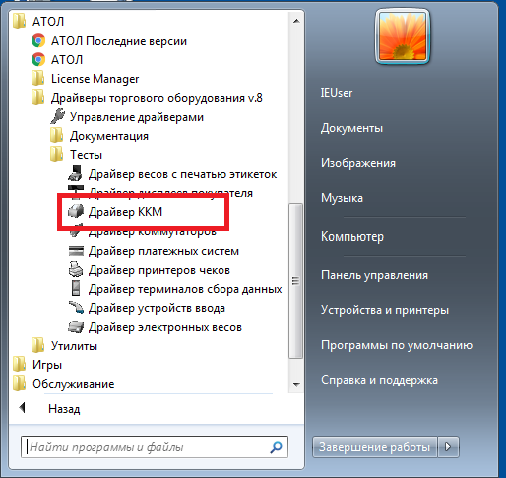 АТОЛ
АТОЛ Последние версии
АТОЛ
License Manager
Драйверы торгового оборудования v.8
Управление драйверами
Документация
Тесты
Драйвер весов с печатью этикеток
Драйвер дисплеев покупателя
Драйвер ККМ
Драйвер коммутаторов
Драйвер платежных систем
Драйвер принтеров чеков
Драйвер терминалов сбора данных
Драйвер устройств ввода
Драйвер электронных весов
Утилиты
Игры
Обслуживание
Назад
Найти программы и файлы
IEUser
Документы
Изображения
Музыка
Компьютер
Панель управления
Устройства и принтеры
Программы по умолчанию
Справка и поддержка
Завершение работы